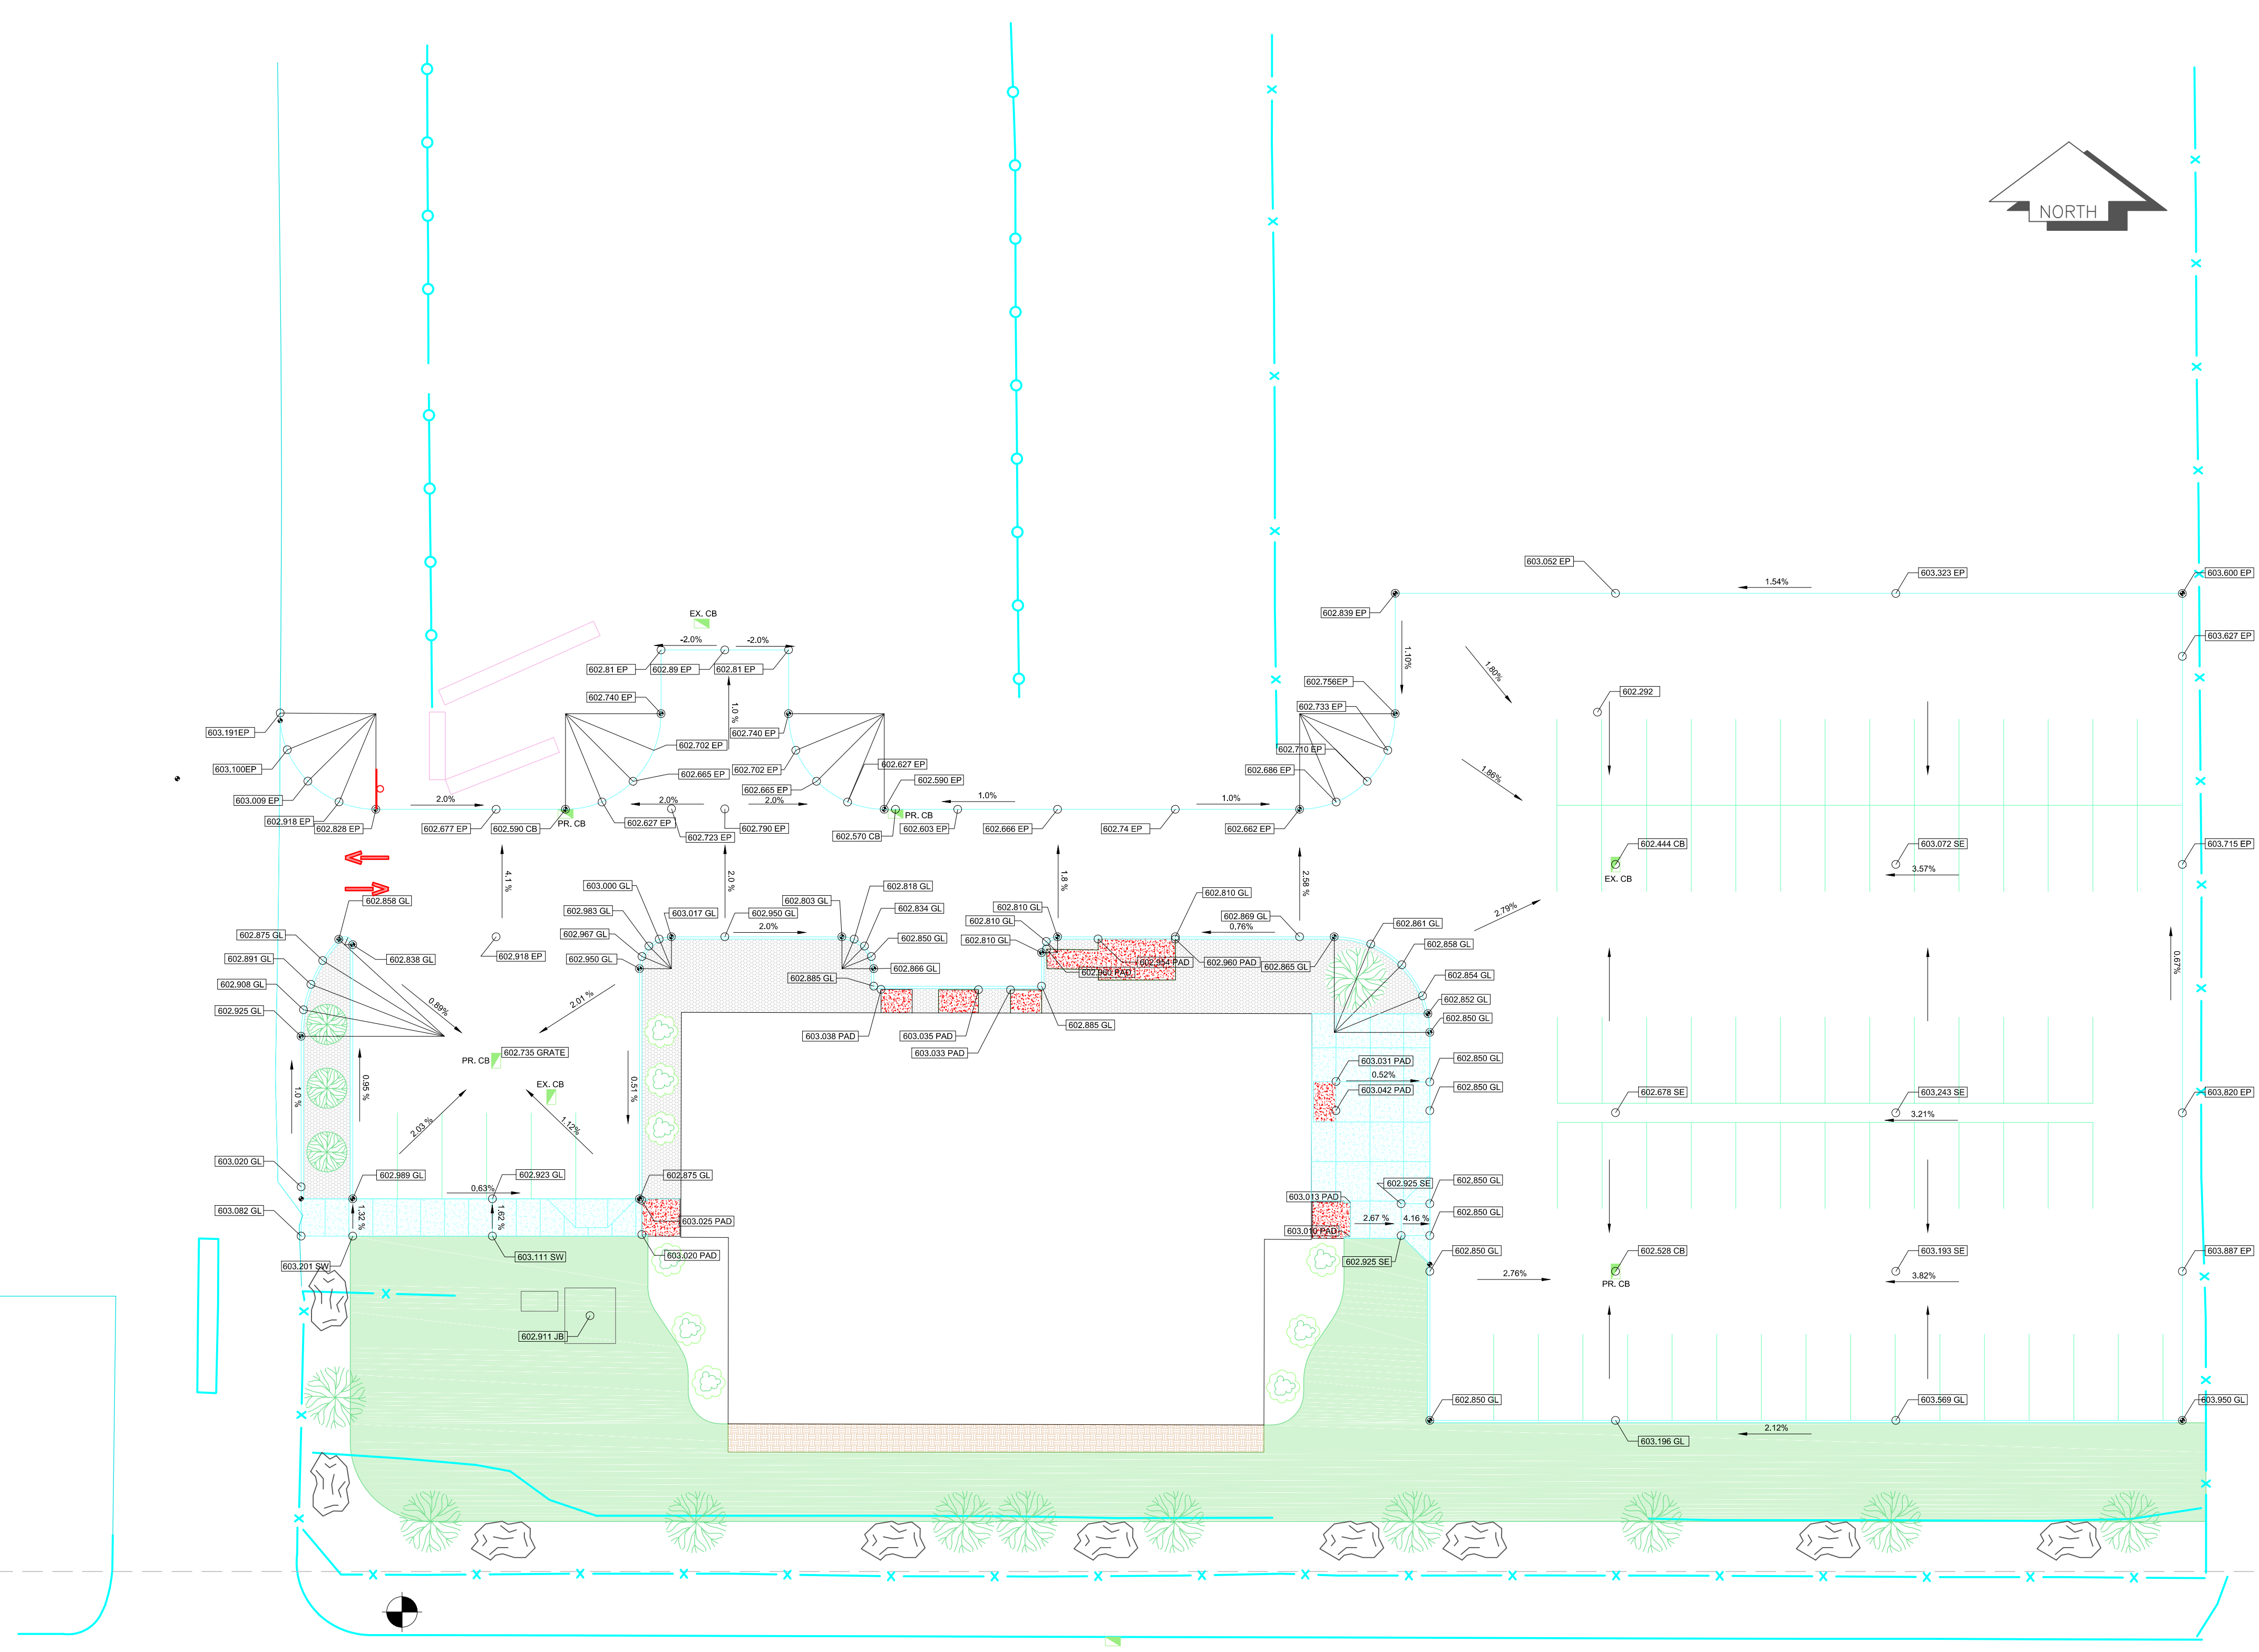 NORTH
603.052 EP
1.54%
603.323 EP
603.600 EP
602.839 EP
EX. CB
603.627 EP
-2.0%
-2.0%
1.10%
1.80%
602.81 EP
602.89 EP
602.81 EP
602.756EP
602.292
602.740 EP
1.0 %
602.733 EP
603.191EP
602.740 EP
602.702 EP
602.710 EP
603.100EP
602.702 EP
602.627 EP
602.686 EP
1.86%
602.665 EP
602.590 EP
602.665 EP
603.009 EP
2.0%
2.0%
2.0%
1.0%
1.0%
602.918 EP
602.828 EP
602.677 EP
602.590 CB
PR. CB
602.627 EP
602.723 EP
602.790 EP
602.570 CB
PR. CB
602.603 EP
602.666 EP
602.74 EP
602.662 EP
602.444 CB
603.072 SE
603.715 EP
EX. CB
3.57%
4.1 %
2.0 %
1.8 %
2.58 %
602.858 GL
603.000 GL
603.017 GL
602.950 GL
602.803 GL
602.818 GL
602.834 GL
602.810 GL
602.810 GL
602.810 GL
602.869 GL
602.861 GL
2.79%
602.983 GL
2.0%
0.76%
602.875 GL
602.967 GL
602.850 GL
602.810 GL
602.858 GL
602.891 GL
602.838 GL
602.918 EP
602.950 GL
602.866 GL
602.954 PAD
602.960 PAD
602.960 PAD
602.865 GL
0.67%
602.908 GL
602.885 GL
602.854 GL
602.925 GL
0.89%
2.01 %
602.852 GL
602.850 GL
603.038 PAD
603.035 PAD
603.033 PAD
602.885 GL
PR. CB
602.735 GRATE
603.031 PAD
602.850 GL
0.52%
EX. CB
1.0 %
0.95 %
0.51 %
603.042 PAD
602.850 GL
602.678 SE
603.243 SE
603.820 EP
3.21%
2.03 %
1.12%
603.020 GL
602.989 GL
602.923 GL
602.875 GL
602.925 SE
602.850 GL
0.63%
603.013 PAD
603.082 GL
1.32 %
1.62 %
603.025 PAD
2.67 %
4.16 %
602.850 GL
603.010 PAD
603.201 SW
603.111 SW
603.020 PAD
602.925 SE
602.850 GL
602.528 CB
603.193 SE
603.887 EP
2.76%
3.82%
PR. CB
602.911 JB
602.850 GL
603.569 GL
603.950 GL
2.12%
603.196 GL